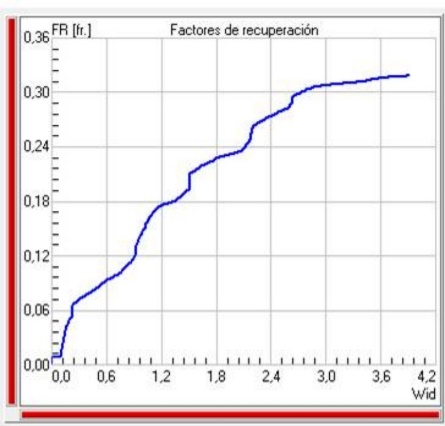 FR [fr.]
Factores de recuperación
0,36
0,30
0,24
0,18
0,12
0,06
0,00
0,0 0,6 1,2 1,8 2,4 3,0 3,6 4,2
Wid